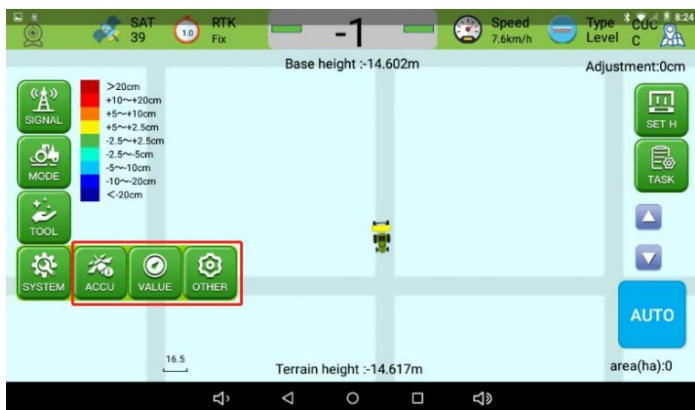 8:24
SAT
39
1.0
RTK
Fix
-1
Speed
7.6km/h
Type
Level
CUC
C
Base height :-14.602m
Adjustment:0cm
SIGNAL
MODE
TOOL
SYSTEM
>20cm
+10~+20cm
+5~+10cm
+5~+2.5cm
-2.5~+2.5cm
-2.5~-5cm
-5~-10cm
-10~-20cm
<-20cm
ACCU
VALUE
OTHER
SET H
TASK
AUTO
16.5
Terrain height :-14.617m
area(ha):0